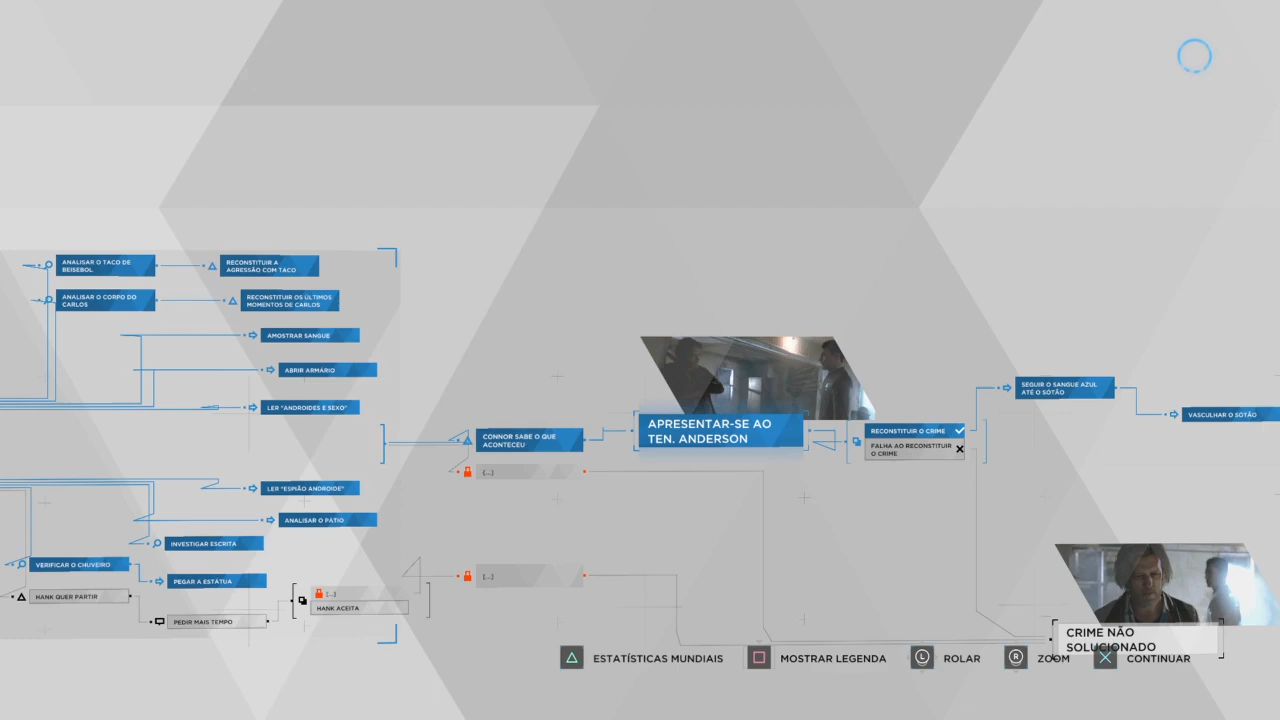 ANALISAR O TACO DE
BEISEBOL
RECONSTITUIR A
AGRESSÃO COM TACO
ANALISAR O CORPO DO
CARLOS
RECONSTITUIR OS ÚLTIMOS
MOMENTOS DE CARLOS
AMOSTRAR SANGUE
ABRIR ARMÁRIO
LER "ANDROIDES E SEXO"
CONNOR SABE O QUE
ACONTECEU
[...]
APRESENTAR-SE AO
TEN. ANDERSON
RECONSTITUIR O CRIME
FALHA AO RECONSTITUIR
O CRIME
SEGUIR O SANGUE AZUL
ATÉ O SÓTÃO
VASCULHAR O SÓTÃO
LER "ESPIÃO ANDROIDE"
ANALISAR O PÁTIO
INVESTIGAR ESCRITA
VERIFICAR O CHUVEIRO
PEGAR A ESTÁTUA
[...]
HANK QUER PARTIR
[...]
HANK ACEITA
PEDIR MAIS TEMPO
CRIME NÃO
SOLUCIONADO
ESTATÍSTICAS MUNDIAIS
MOSTRAR LEGENDA
L
ROLAR
R
ZOOM
CONTINUAR